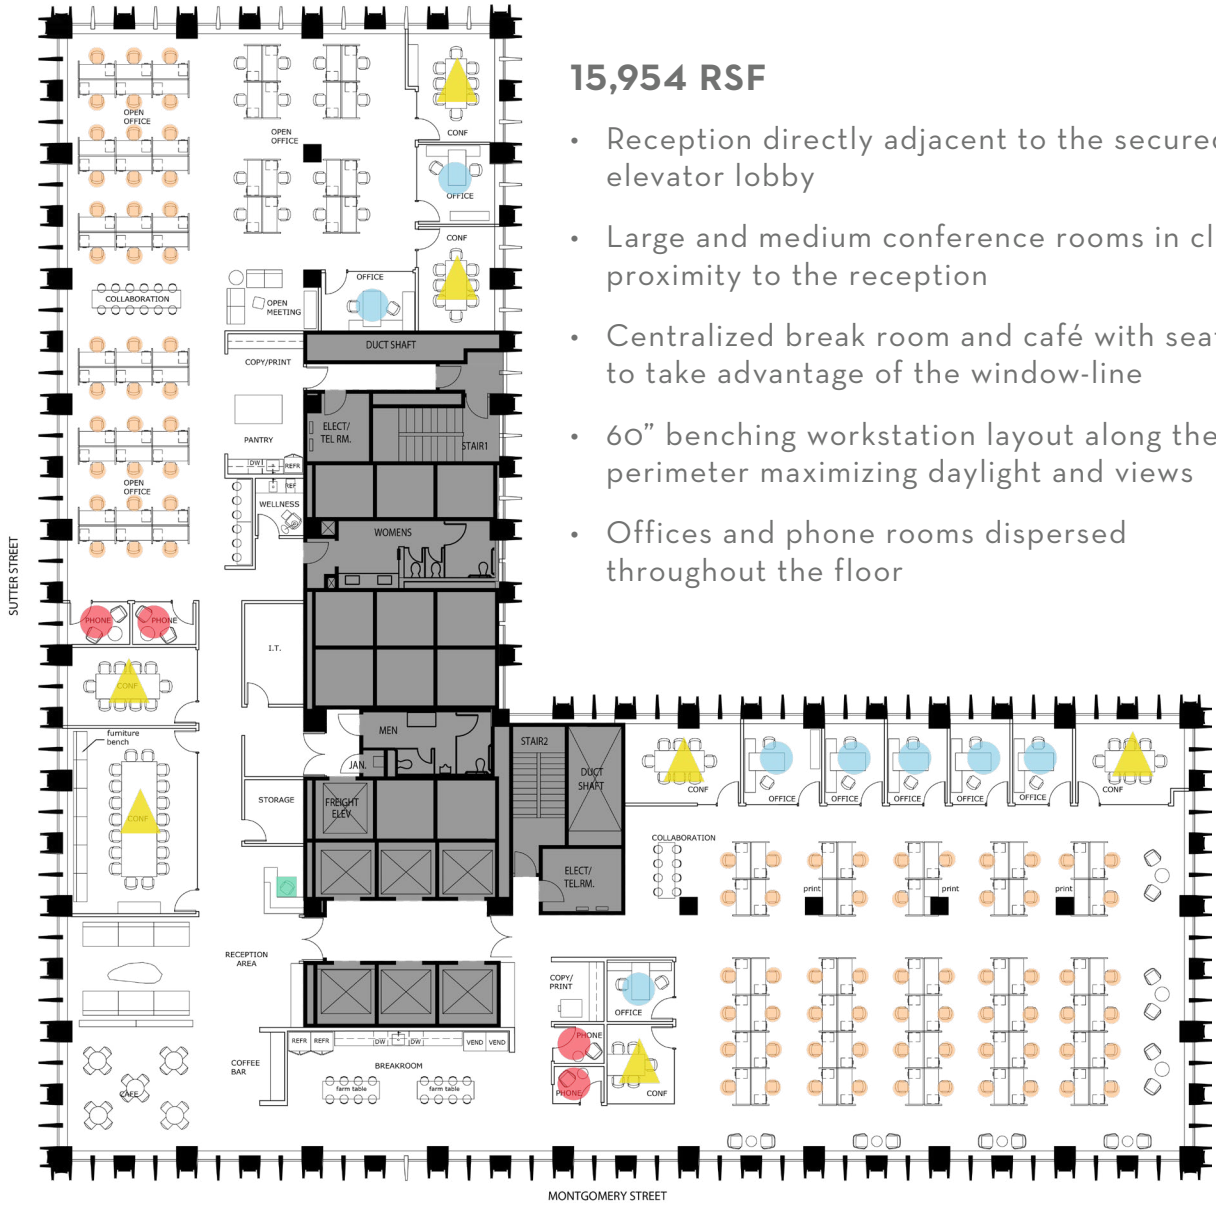 15,954 RSF
• Reception directly adjacent to the secured
elevator lobby
• Large and medium conference rooms in cl
proximity to the reception
• Centralized break room and café with seat
to take advantage of the window-line
• 60” benching workstation layout along the
perimeter maximizing daylight and views
• Offices and phone rooms dispersed
throughout the floor
OPEN
OFFICE
OPEN
OFFICE
CONF
OFFICE
CONF
OFFICE
COLLABORATION
OPEN
MEETING
DUCT SHAFT
COPY/PRINT
ELECT/
TEL RM.
STAIR1
PANTRY
DW
REFR
REF
WELLNESS
OPEN
OFFICE
WOMENS
SUTTER STREET
PHONE
PHONE
I.T.
CONF
furniture
bench
MEN
JAN.
STAIR2
DUCT
SHAFT
CONF
OFFICE
OFFICE
OFFICE
OFFICE
OFFICE
CONF
STORAGE
FREIGHT
ELEV
CONF
COLLABORATION
ELECT/
TEL.RM.
print
print
print
RECEPTION
AREA
COPY/
PRINT
OFFICE
REFR
REFR
DW
DW
VEND
VEND
PHONE
COFFEE
BAR
BREAKROOM
farm table
farm table
CAFE
PHONE
CONF
MONTGOMERY STREET